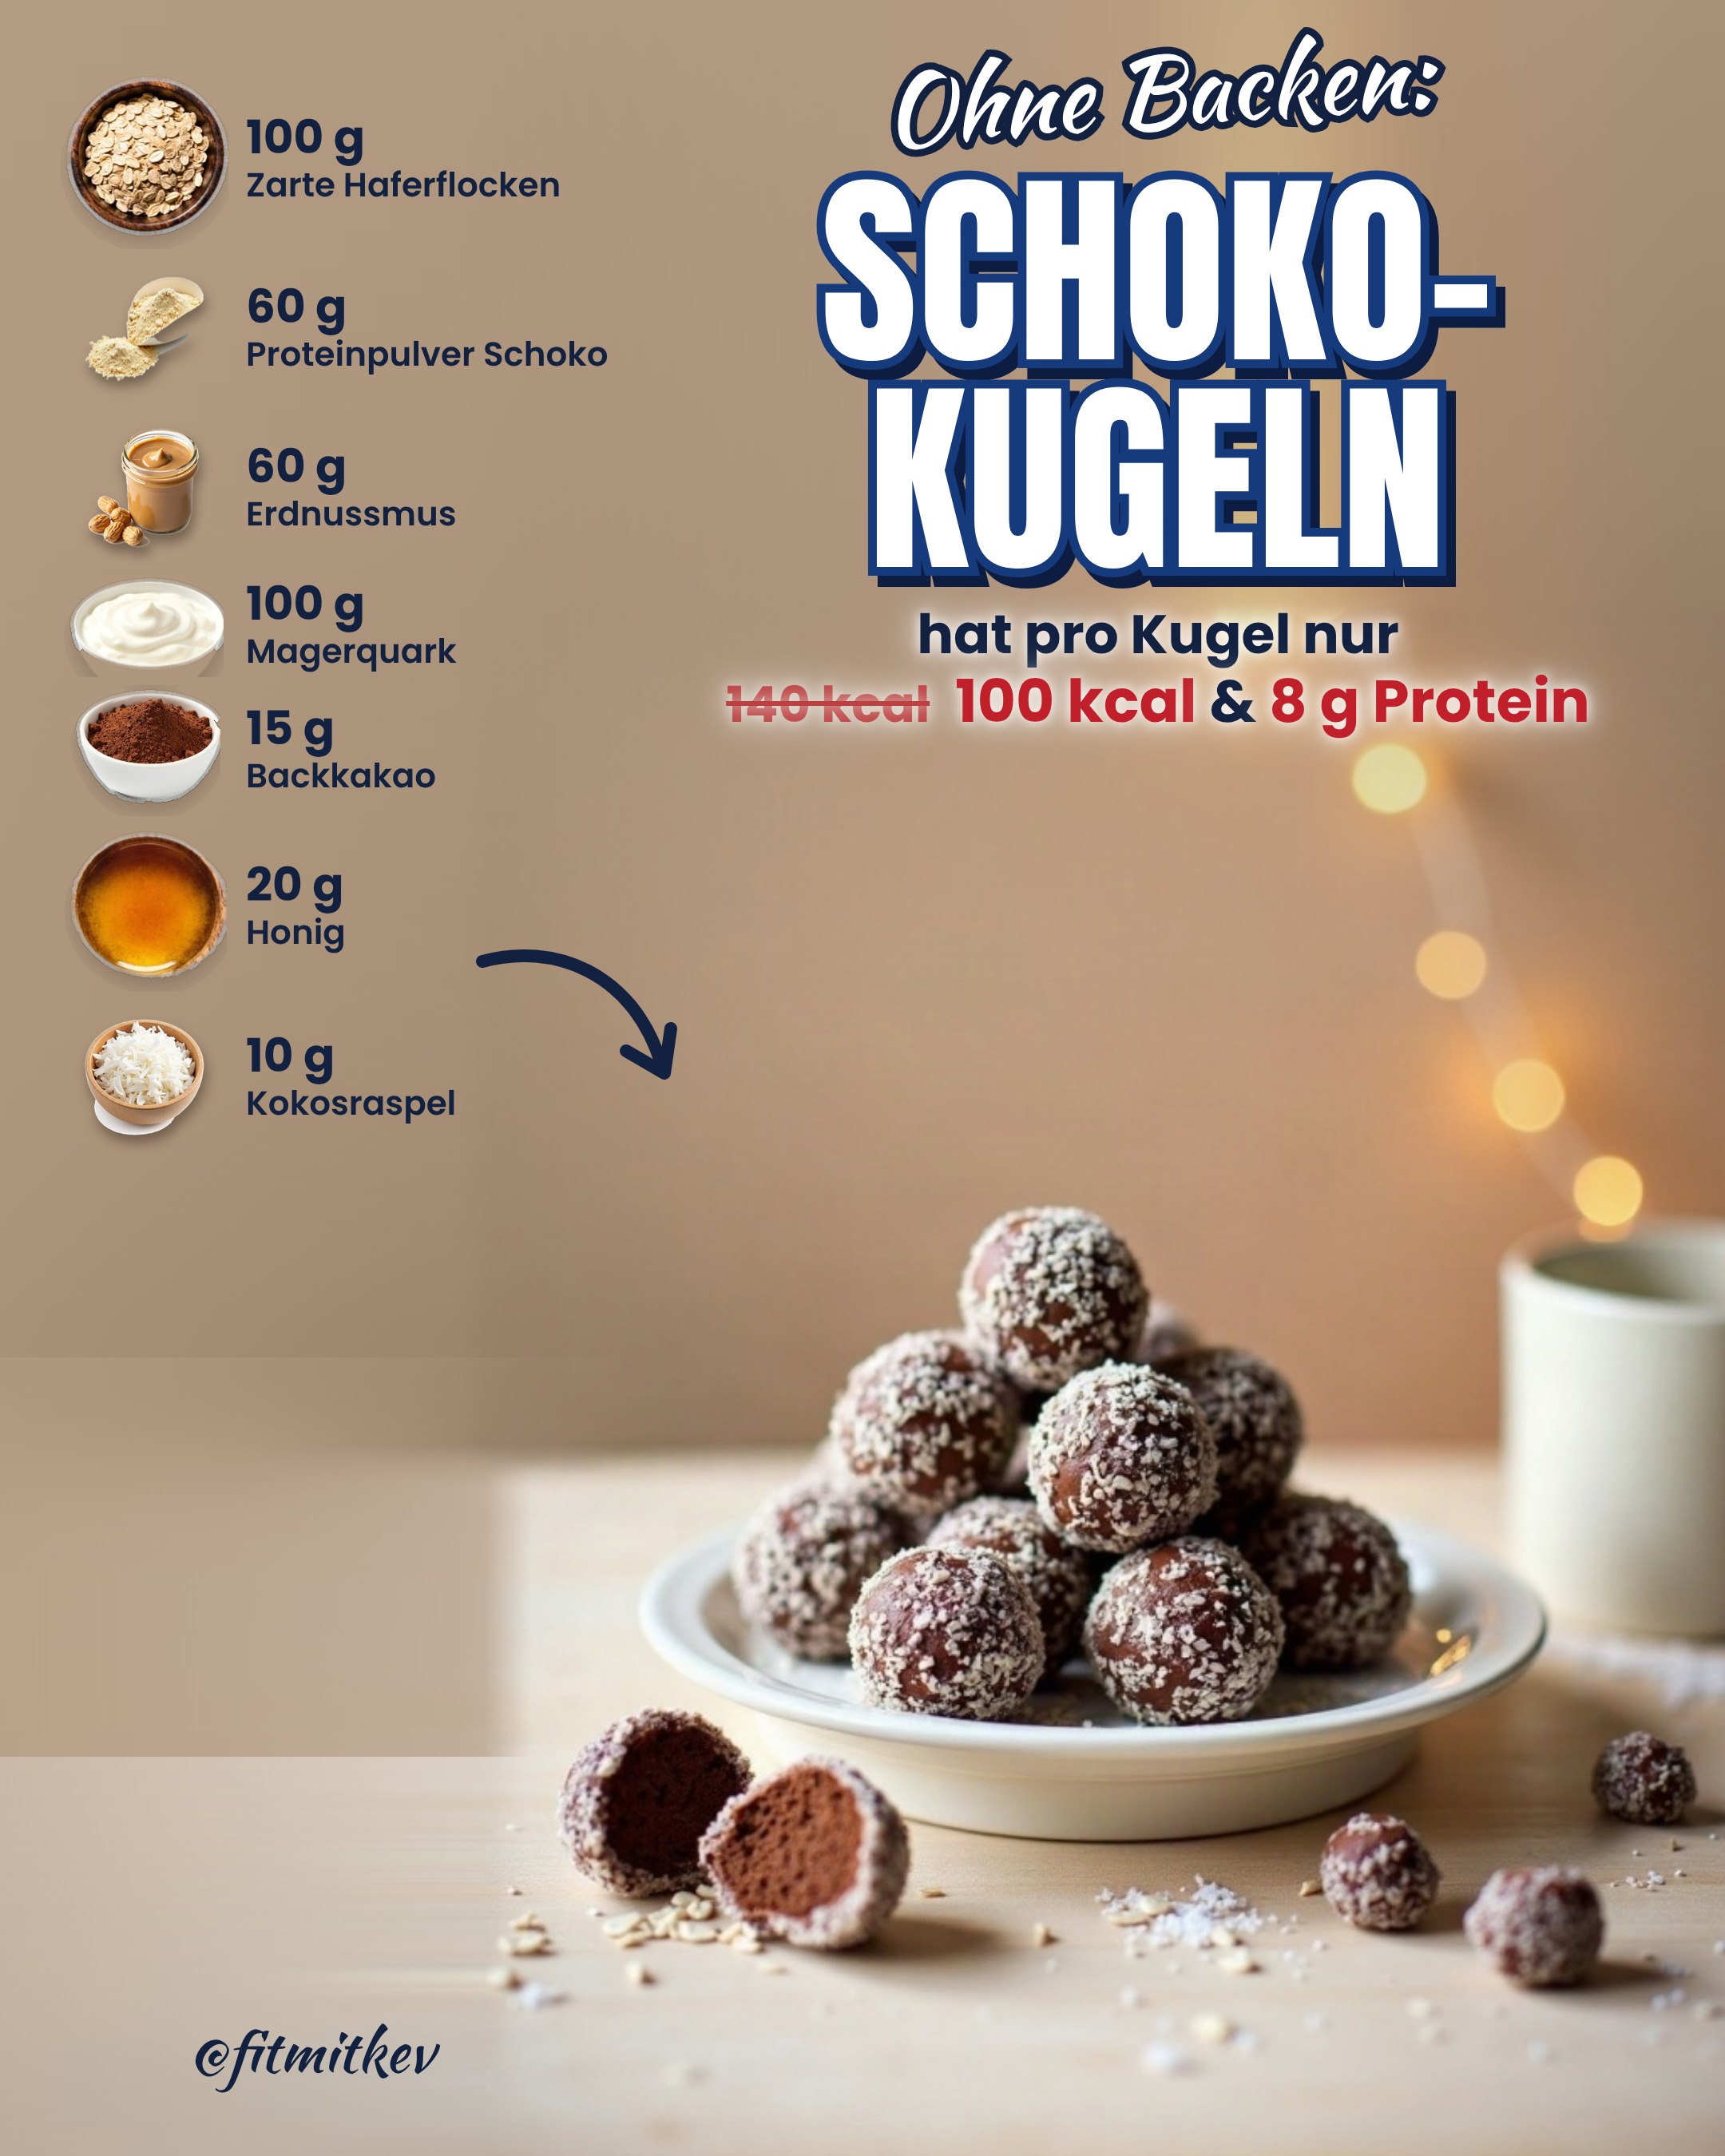 Ohne Backen:
SCHOKO-
KUGELN
hat pro Kugel nur
140 kcal 100 kcal & 8 g Protein
100 g
Zarte Haferflocken
60 g
Proteinpulver Schoko
60 g
Erdnussmus
100 g
Magerquark
15 g
Backkakao
20 g
Honig
10 g
Kokosraspel
@fitmitkev